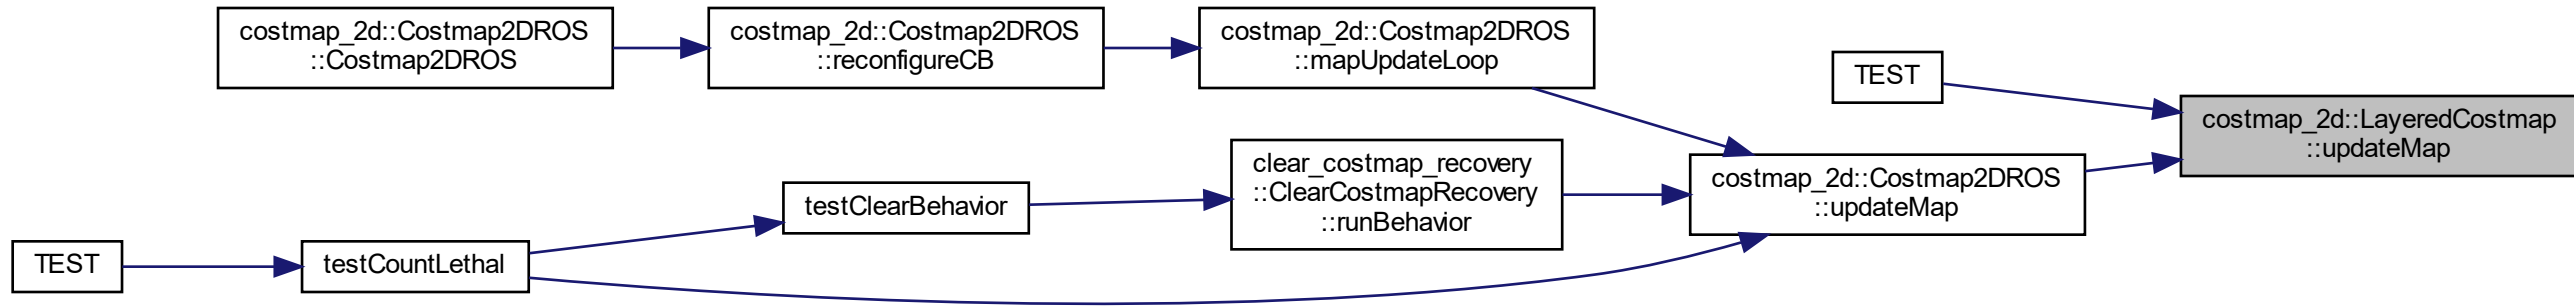 costmap_2d::Costmap2DROS
::Costmap2DROS
costmap_2d::Costmap2DROS
::reconfigureCB
costmap_2d::Costmap2DROS
::mapUpdateLoop
TEST
costmap_2d::LayeredCostmap
::updateMap
clear_costmap_recovery
::ClearCostmapRecovery
::runBehavior
costmap_2d::Costmap2DROS
::updateMap
testClearBehavior
TEST
testCountLethal